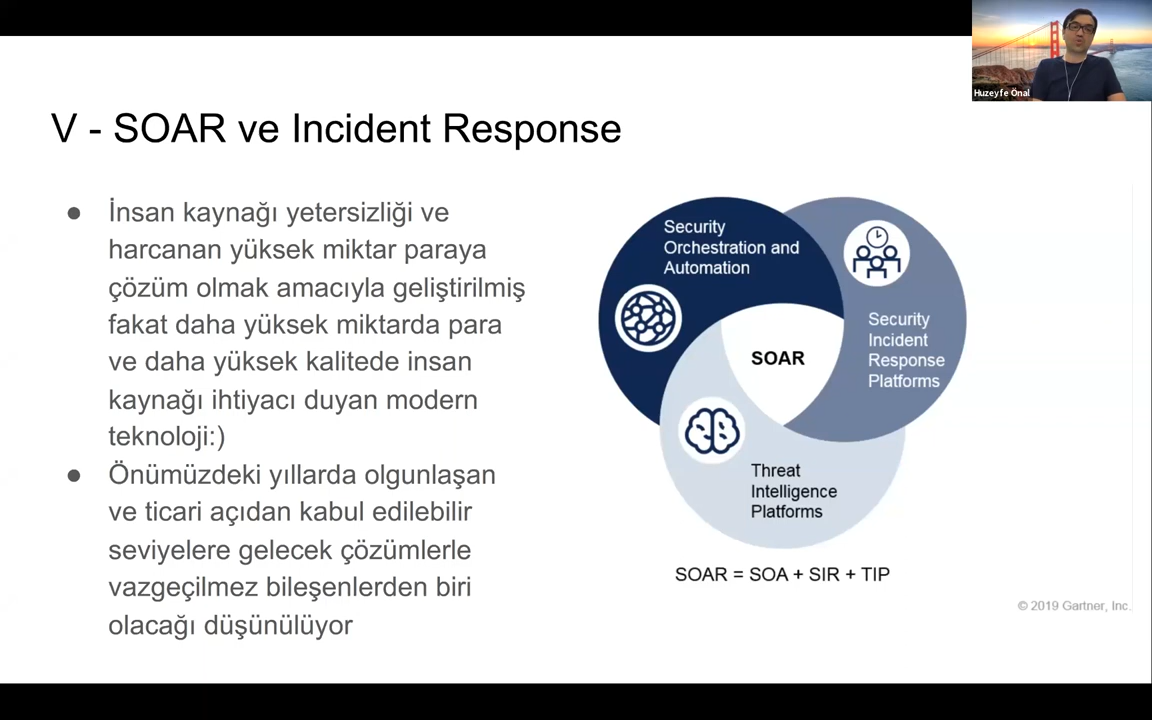 Huzeyfe Önal
V - SOAR ve Incident Response
● İnsan kaynağı yetersizliği ve
harcanan yüksek miktar paraya
çözüm olmak amacıyla geliştirilmiş
fakat daha yüksek miktarda para
ve daha yüksek kalitede insan
kaynağı ihtiyacı duyan modern
teknoloji:)
● Önümüzdeki yıllarda olgunlaşan
ve ticari açıdan kabul edilebilir
seviyelere gelecek çözümlerle
vazgeçilmez bileşenlerden biri
olacağı düşünülüyor
Security
Orchestration and
Automation
Security
Incident
Response
Platforms
SOAR
Threat
Intelligence
Platforms
SOAR = SOA + SIR + TIP
© 2019 Gartner, Inc.